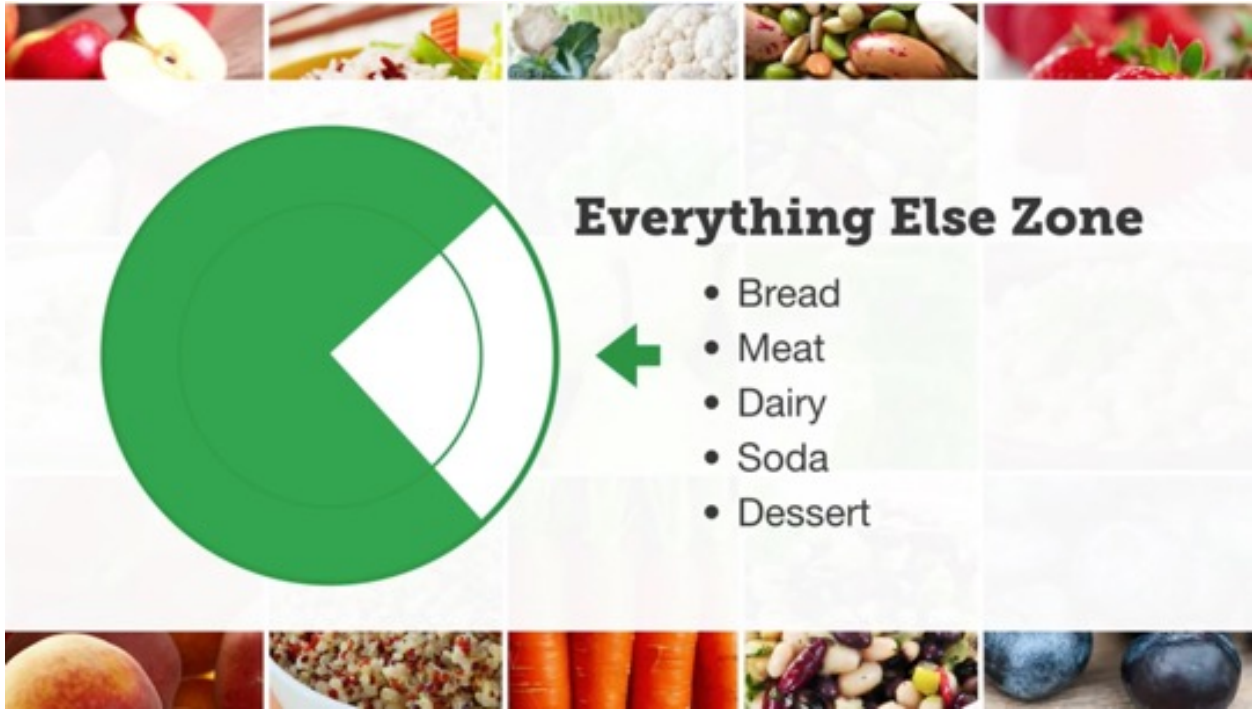 Everything Else Zone
• Bread
• Meat
• Dairy
• Soda
• Dessert